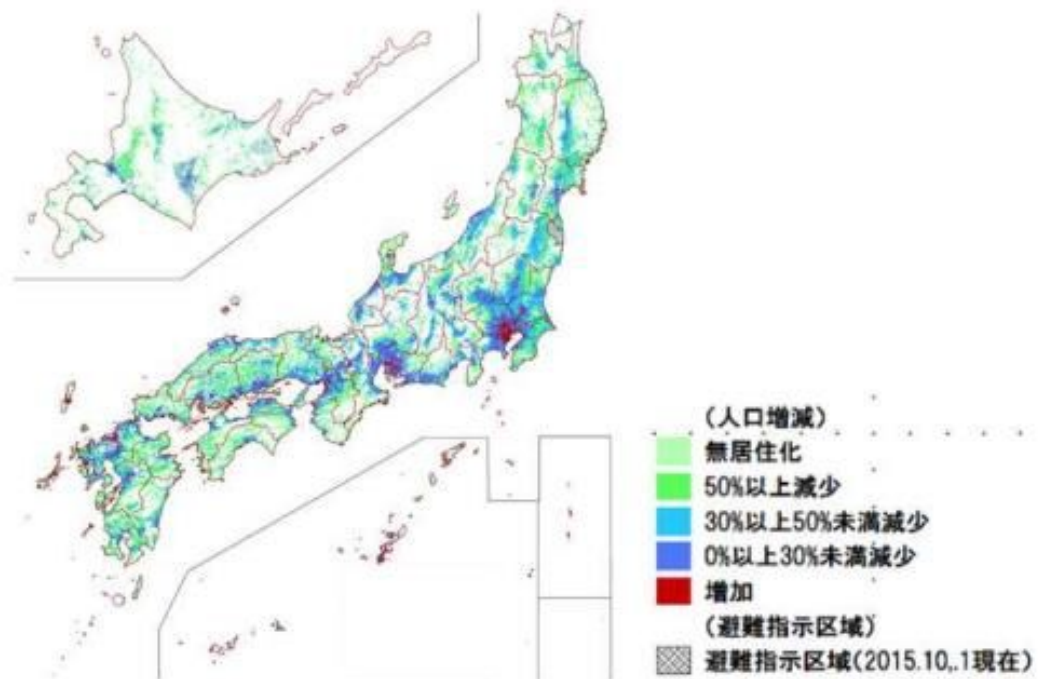 (人口増減)
無居住化
50%以上減少
30%以上50%未満減少
0%以上30%未満減少
増加
(避難指示区域)
避難指示区域(2015.10,.1現在)